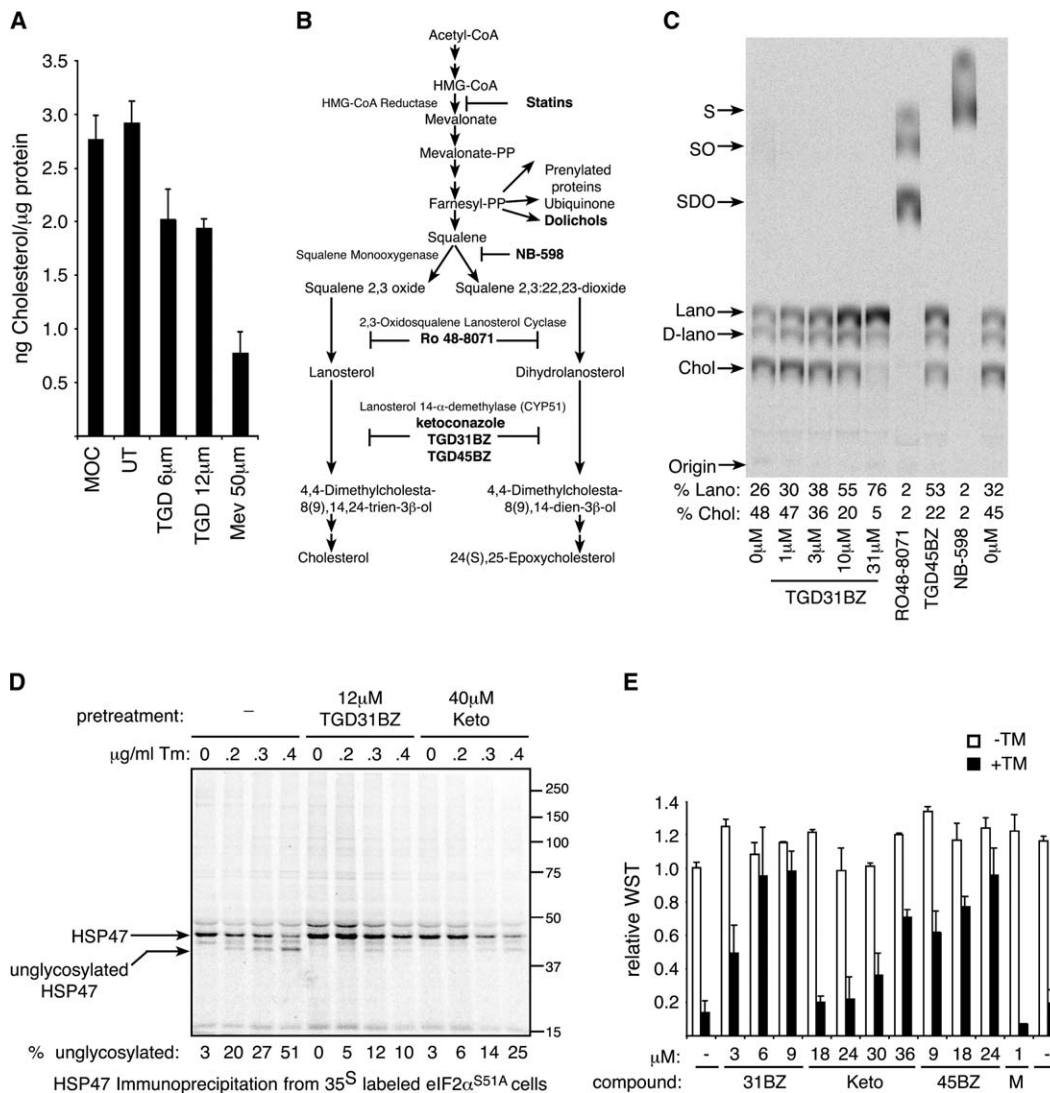 A
ng Cholesterol/μg protein
3.5
3.0
2.5
2.0
1.5
1.0
0.5
MOC
UT
TGD 6μm
TGD 12μm
Mev 50μm
B
Acetyl-CoA
HMG-CoA
HMG-CoA Reductase
Statins
Mevalonate
Mevalonate-PP
Prenylated
proteins
Farnesyl-PP
Ubiquinone
Dolichols
Squalene
Squalene Monooxygenase
NB-598
Squalene 2,3 oxide
Squalene 2,3:22,23-dioxide
2,3-Oxidosqualene Lanosterol Cyclase
Ro 48-8071
Lanosterol
Dihydrolanosterol
Lanosterol 14-α-demethylase (CYP51)
ketoconazole
TGD31BZ
TGD45BZ
4,4-Dimethylcholesta-
8(9),14,24-trien-3β-ol
4,4-Dimethylcholesta-
8(9),14-dien-3β-ol
Cholesterol
24(S),25-Epoxycholesterol
C
S
SO
SDO
Lano
D-lano
Chol
Origin
% Lano: 26 30 38 55 76 2 53 2 32
% Chol: 48 47 36 20 5 2 22 2 45
0μM
1μM
3μM
10μM
31μM
RO48-8071
TGD45BZ
NB-598
0μM
TGD31BZ
D
pretreatment: – 12μM TGD31BZ 40μM Keto
μg/ml Tm: 0 .2 .3 .4 0 .2 .3 .4 0 .2 .3 .4
250
150
100
75
50
37
15
HSP47
unglycosylated
HSP47
% unglycosylated: 3 20 27 51 0 5 12 10 3 6 14 25
HSP47 Immunoprecipitation from 35S labeled eIF2αS51A cells
E
-TM
+TM
relative WST
1.4
1.2
1.0
0.8
0.6
0.4
0.2
μM: - 3 6 9 18 24 30 36 9 18 24 1 -
compound: 31BZ Keto 45BZ M